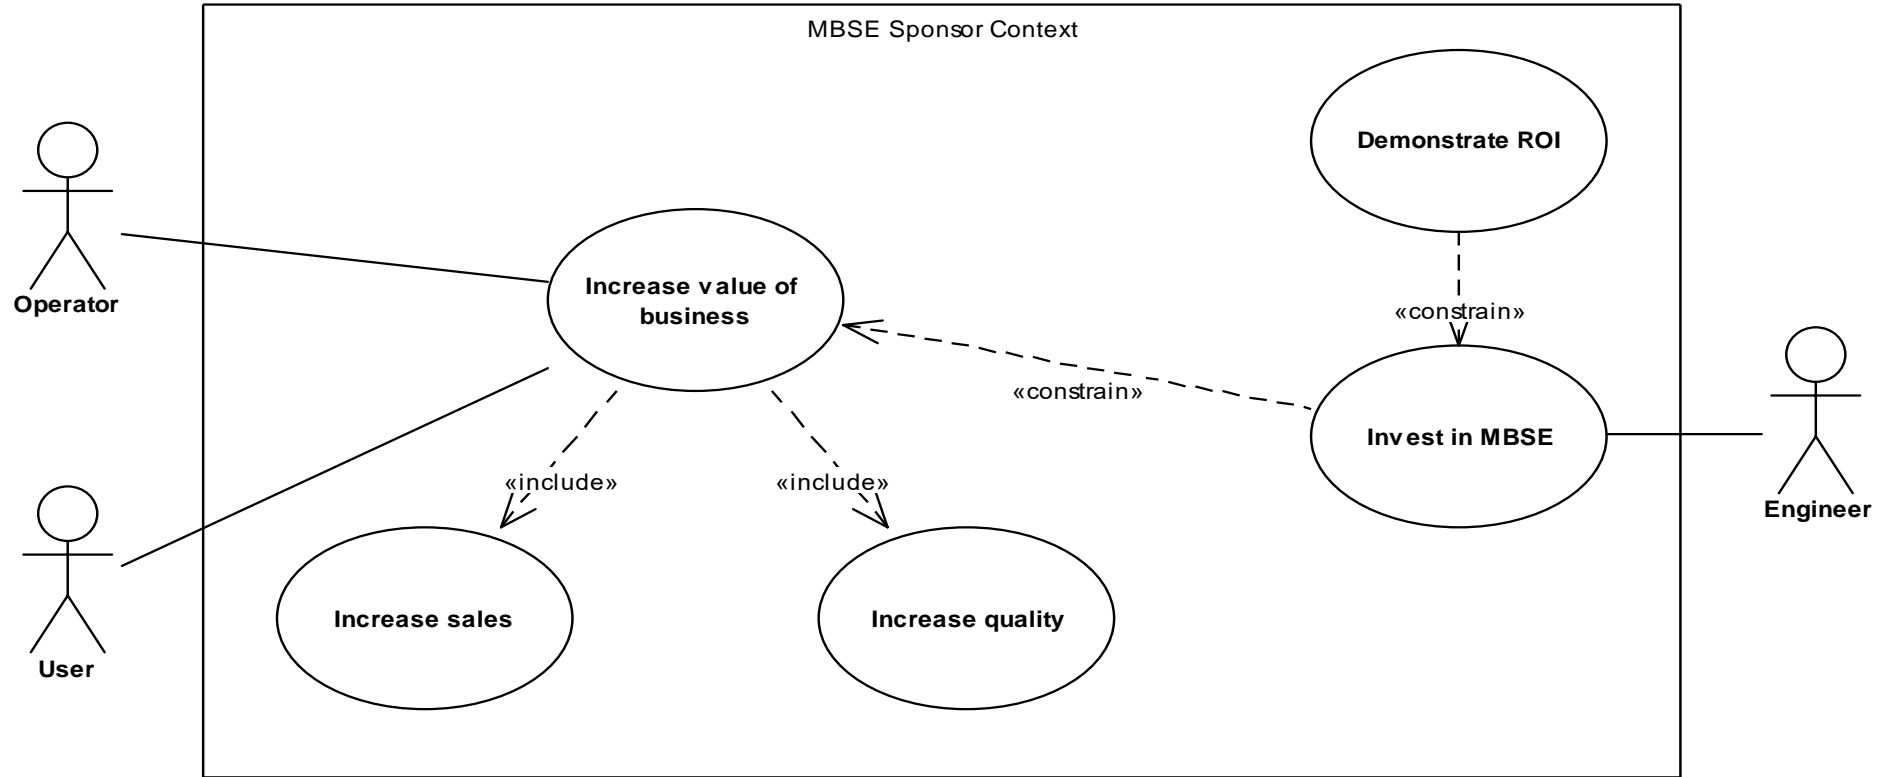 MBSE Sponsor Context
Demonstrate ROI
Operator
Increase value of
business
«constrain»
«constrain»
Invest in MBSE
Engineer
«include»
«include»
Increase sales
Increase quality
User